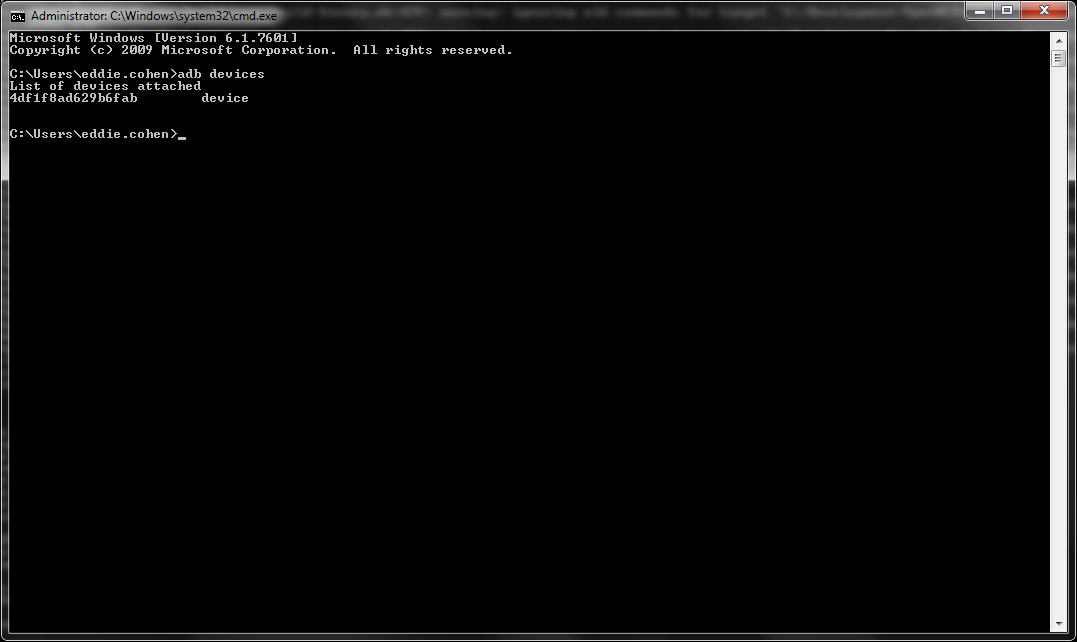 Administrator: C:\Windows\system32\cmd.exe
Microsoft Windows [Version 6.1.7601]
Copyright (c) 2009 Microsoft Corporation.  All rights reserved.
C:\Users\eddie.cohen>adb devices
List of devices attached
4df1f8ad629b6fab        device
C:\Users\eddie.cohen>_